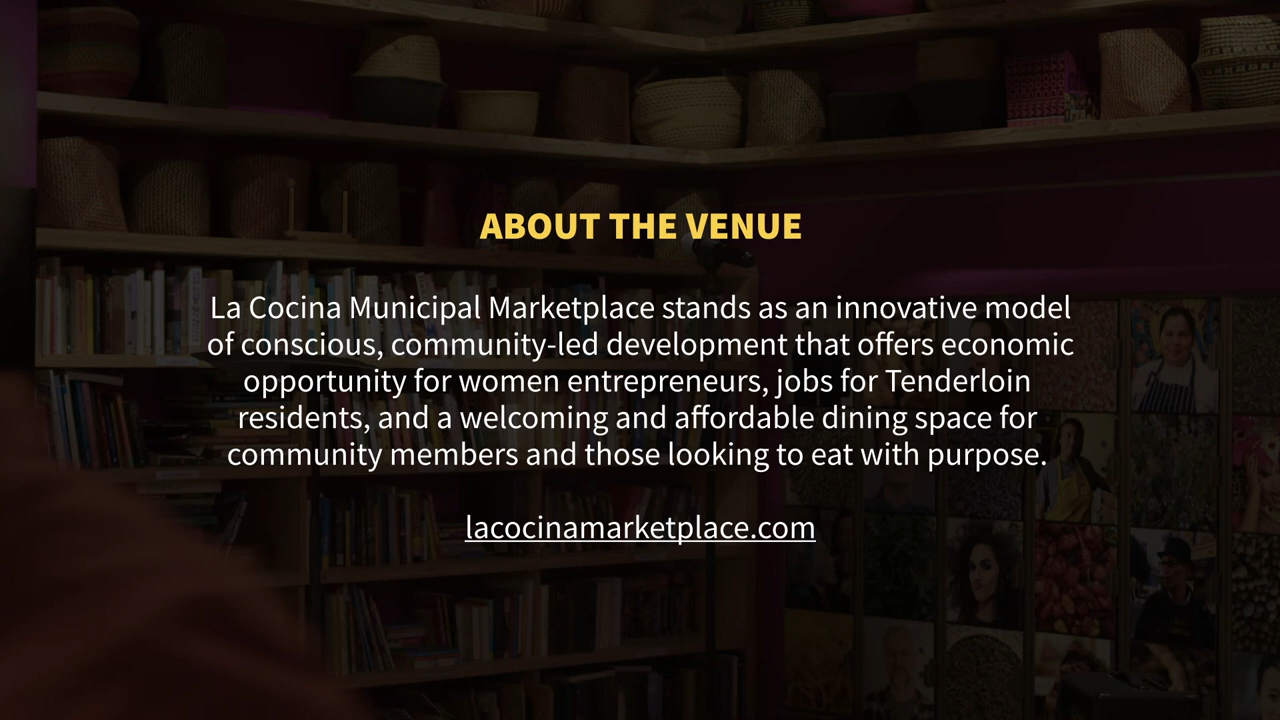 ABOUT THE VENUE
La Cocina Municipal Marketplace stands as an innovative model
of conscious, community-led development that offers economic
opportunity for women entrepreneurs, jobs for Tenderloin
residents, and a welcoming and affordable dining space for
community members and those looking to eat with purpose.
lacocinamarketplace.com